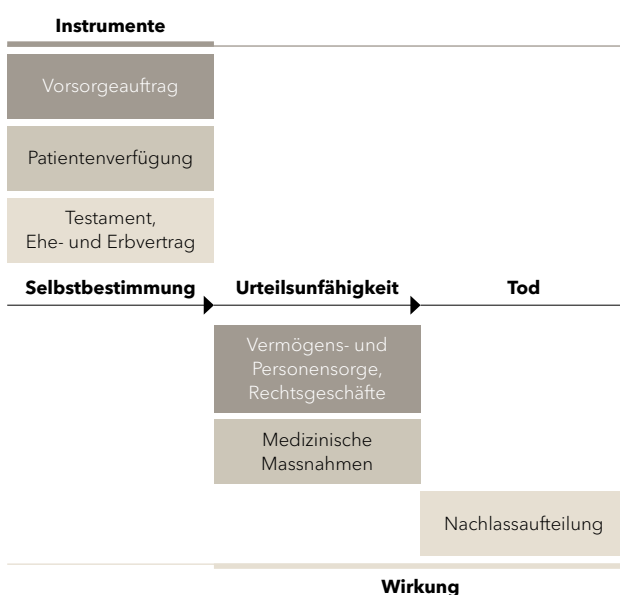 Instrumente
Vorsorgeauftrag
Patientenverfügung
Testament,
Ehe- und Erbvertrag
Selbstbestimmung
Urteilsunfähigkeit
Tod
Vermögens- und
Personensorge,
Rechtsgeschäfte
Medizinische
Massnahmen
Nachlassaufteilung
Wirkung